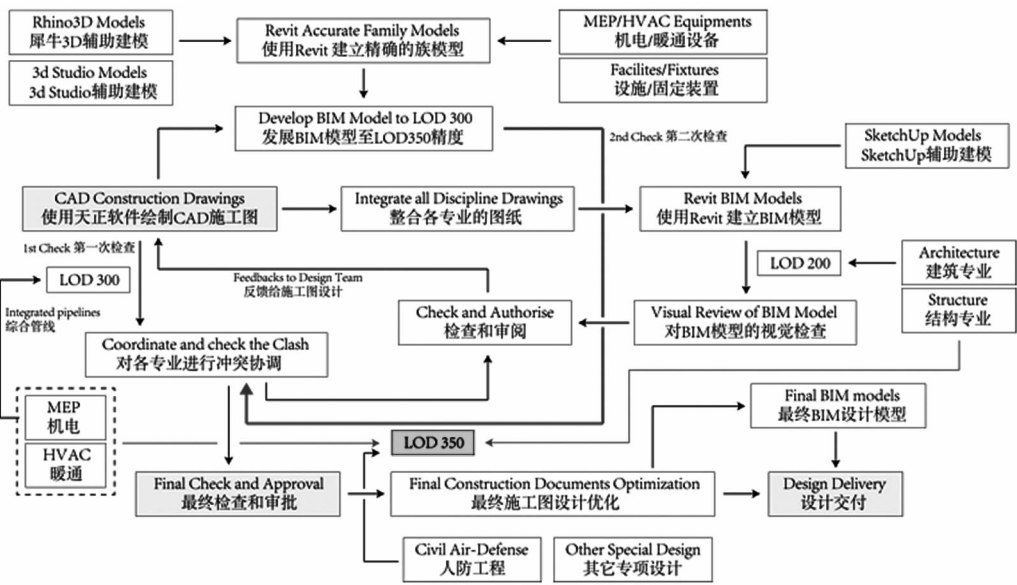 Rhino3D Models
犀牛3D辅助建模
3d Studio Models
3d Studio辅助建模
Revit Accurate Family Models
使用Revit 建立精确的族模型
MEP/HVAC Equipments
机电/暖通设备
Facilites/Fixtures
设施/固定装置
Develop BIM Model to LOD 300
发展BIM模型至LOD350精度
2nd Check 第二次检查
SketchUp Models
SketchUp辅助建模
CAD Construction Drawings
使用天正软件绘制CAD施工图
Integrate all Discipline Drawings
整合各专业的图纸
Revit BIM Models
使用Revit 建立BIM模型
1st Check 第一次检查
LOD 300
Feedbacks to Design Team
反馈给施工图设计
LOD 200
Architecture
建筑专业
Structure
结构专业
Integrated pipelines
综合管线
Check and Authorise
检查和审阅
Visual Review of BIM Model
对BIM模型的视觉检查
Coordinate and check the Clash
对各专业进行冲突协调
MEP
机电
HVAC
暖通
LOD 350
Final BIM models
最终BIM设计模型
Final Check and Approval
最终检查和审批
Final Construction Documents Optimization
最终施工图设计优化
Design Delivery
设计交付
Civil Air-Defense
人防工程
Other Special Design
其它专项设计